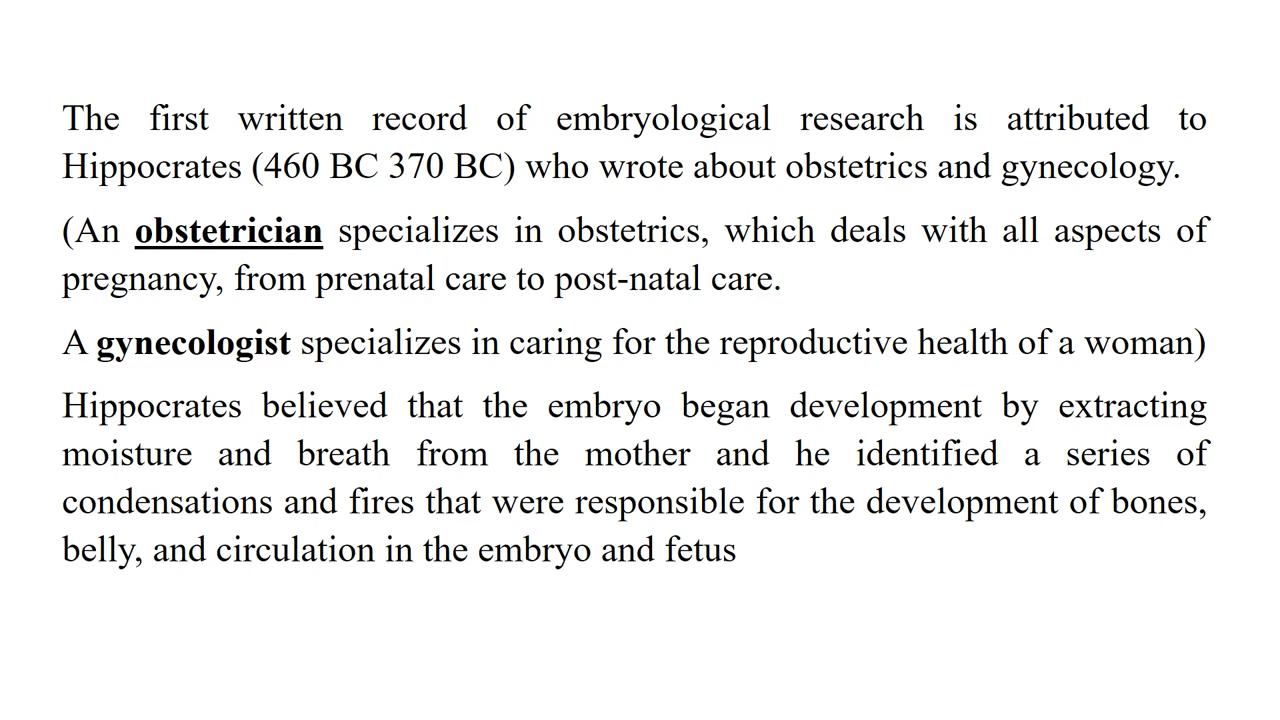 The first written record of embryological research is attributed to
Hippocrates (460 BC 370 BC) who wrote about obstetrics and gynecology.
(An obstetrician specializes in obstetrics, which deals with all aspects of
pregnancy, from prenatal care to post-natal care.
A gynecologist specializes in caring for the reproductive health of a woman)
Hippocrates believed that the embryo began development by extracting
moisture and breath from the mother and he identified a series of
condensations and fires that were responsible for the development of bones,
belly, and circulation in the embryo and fetus